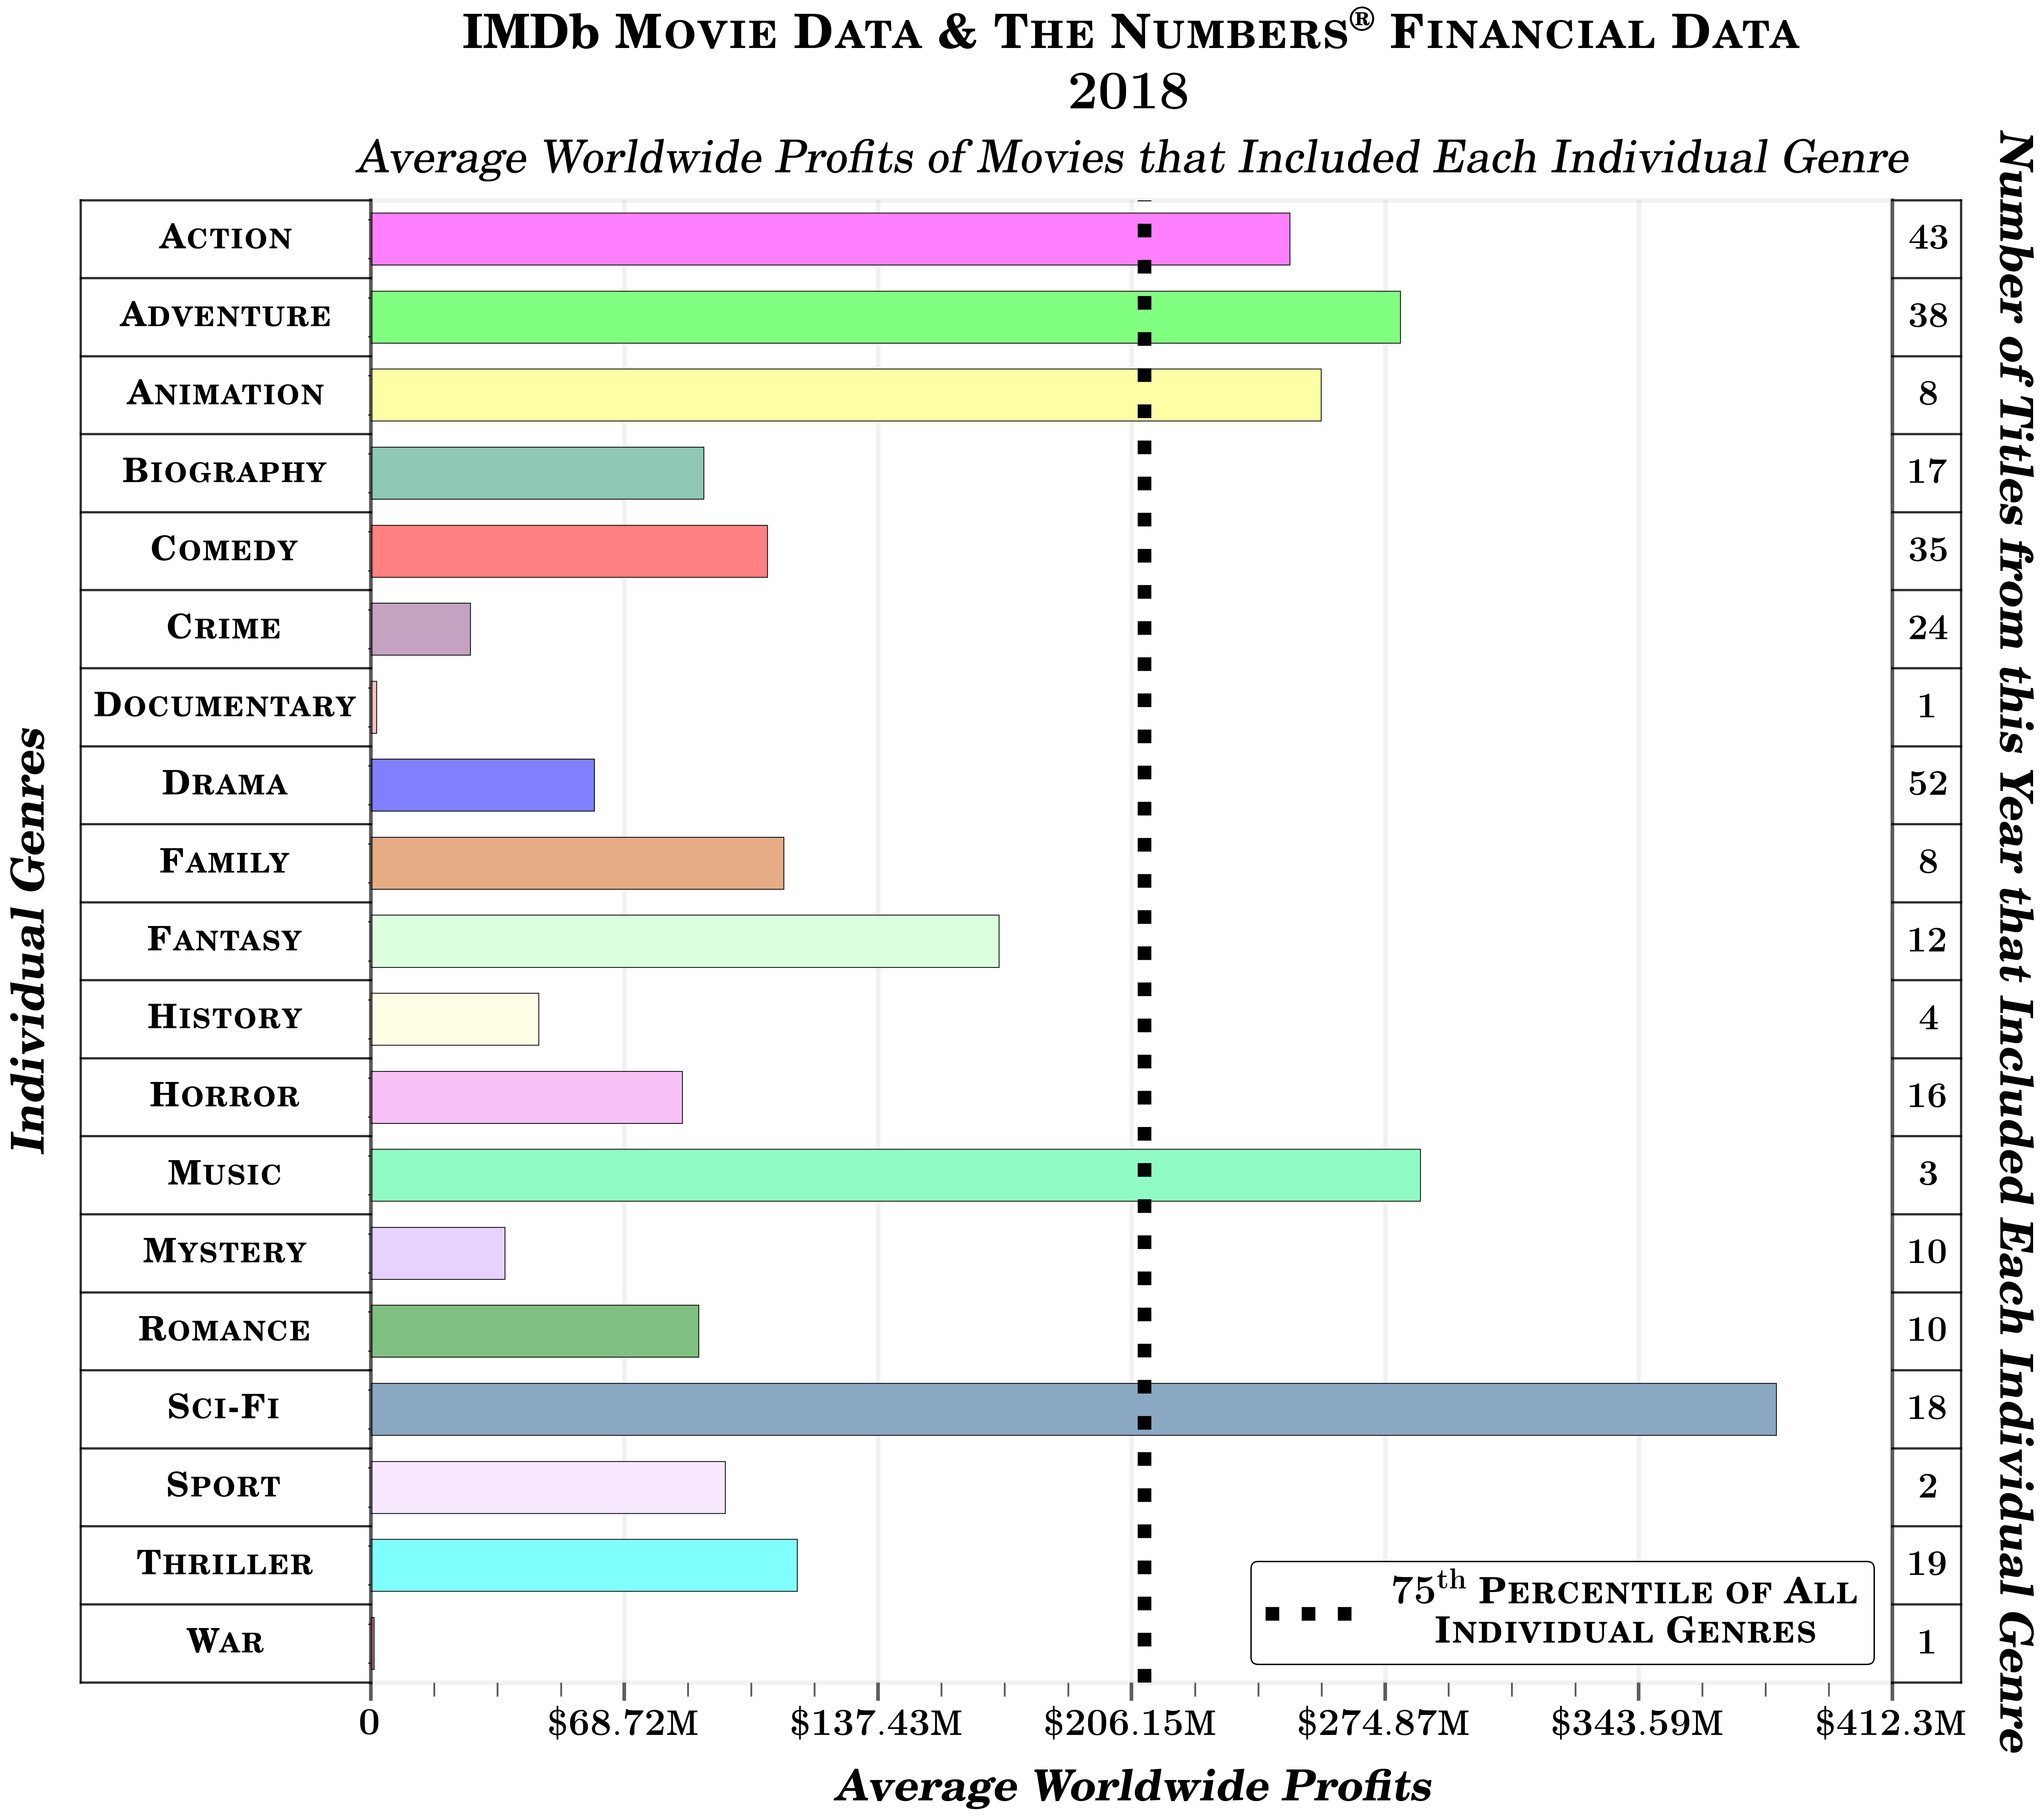 IMDb Movie Data & The Numbers® Financial Data
2018
Average Worldwide Profits of Movies that Included Each Individual Genre
Individual Genres
Number of Titles from this Year that Included Each Individual Genre
Action 43
Adventure 38
Animation 8
Biography 17
Comedy 35
Crime 24
Documentary 1
Drama 52
Family 8
Fantasy 12
History 4
Horror 16
Music 3
Mystery 10
Romance 10
Sci-Fi 18
Sport 2
Thriller 19
War 1
75th Percentile of All
Individual Genres
0 $68.72M $137.43M $206.15M $274.87M $343.59M $412.3M
Average Worldwide Profits